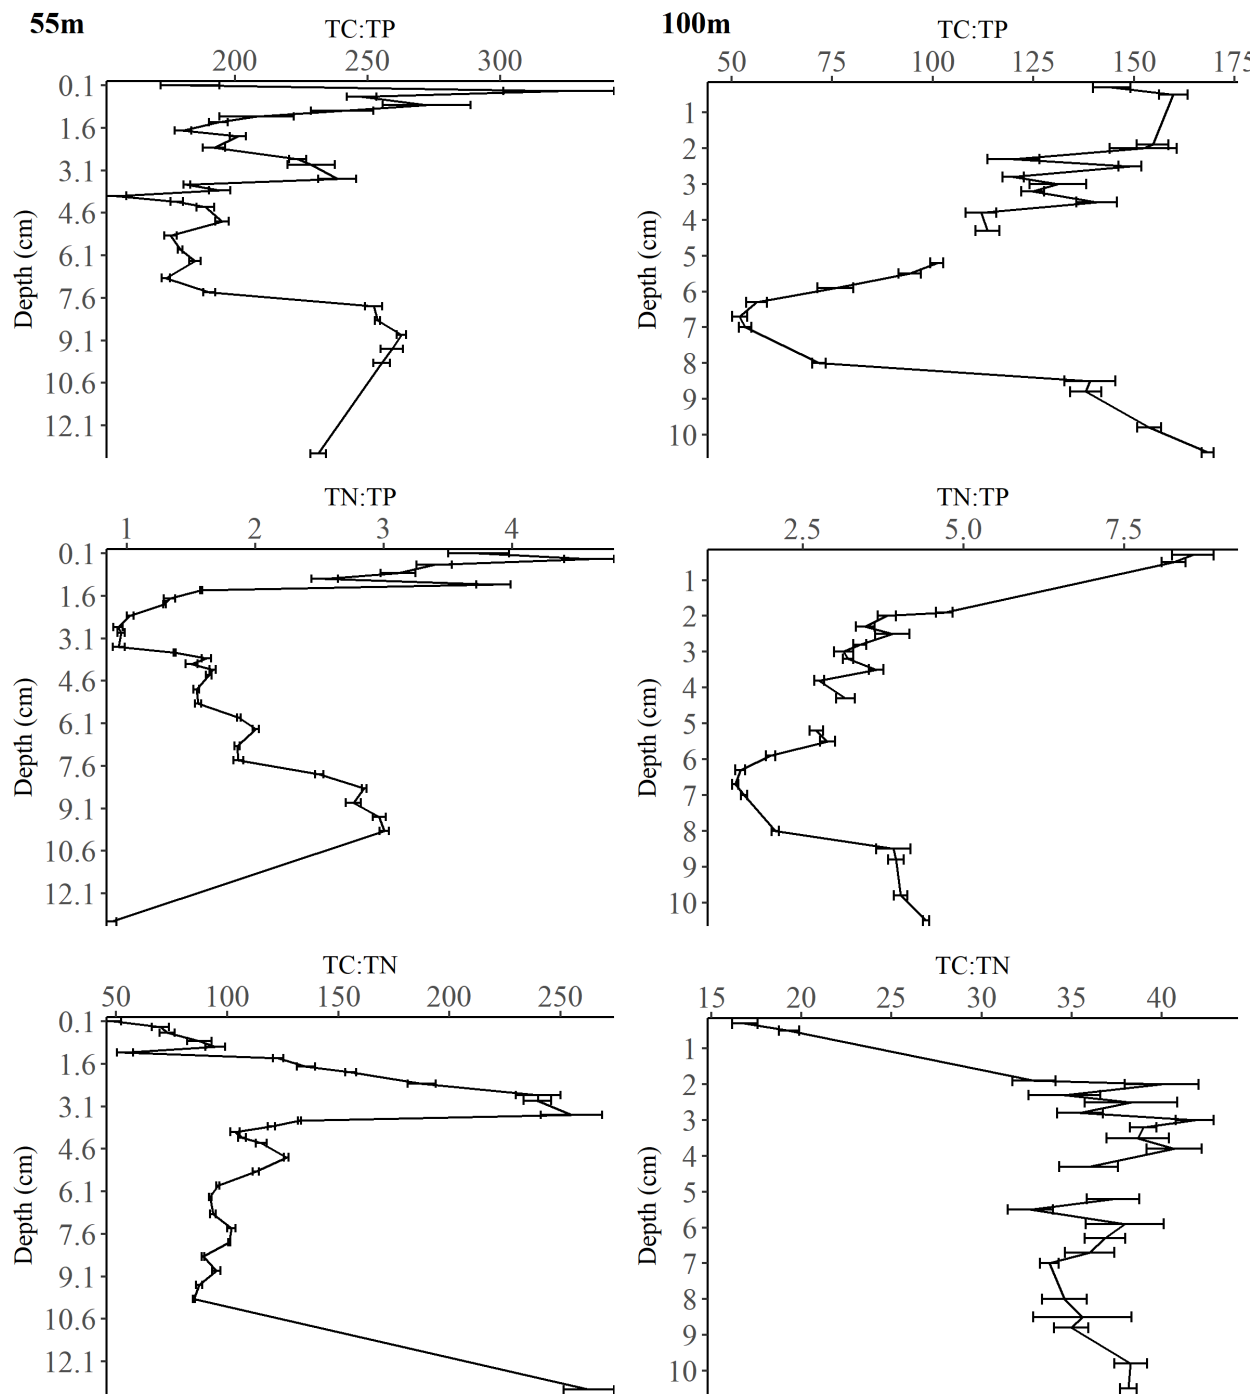 55m
TC:TP
200 250 300
0.1
1.6
3.1
4.6
6.1
7.6
9.1
10.6
12.1
Depth (cm)
100m
TC:TP
50 75 100 125 150 175
1
2
3
4
5
6
7
8
9
10
Depth (cm)
TN:TP
1 2 3 4
0.1
1.6
3.1
4.6
6.1
7.6
9.1
10.6
12.1
Depth (cm)
TN:TP
2.5 5.0 7.5
1
2
3
4
5
6
7
8
9
10
Depth (cm)
TC:TN
50 100 150 200 250
0.1
1.6
3.1
4.6
6.1
7.6
9.1
10.6
12.1
Depth (cm)
TC:TN
15 20 25 30 35 40
1
2
3
4
5
6
7
8
9
10
Depth (cm)